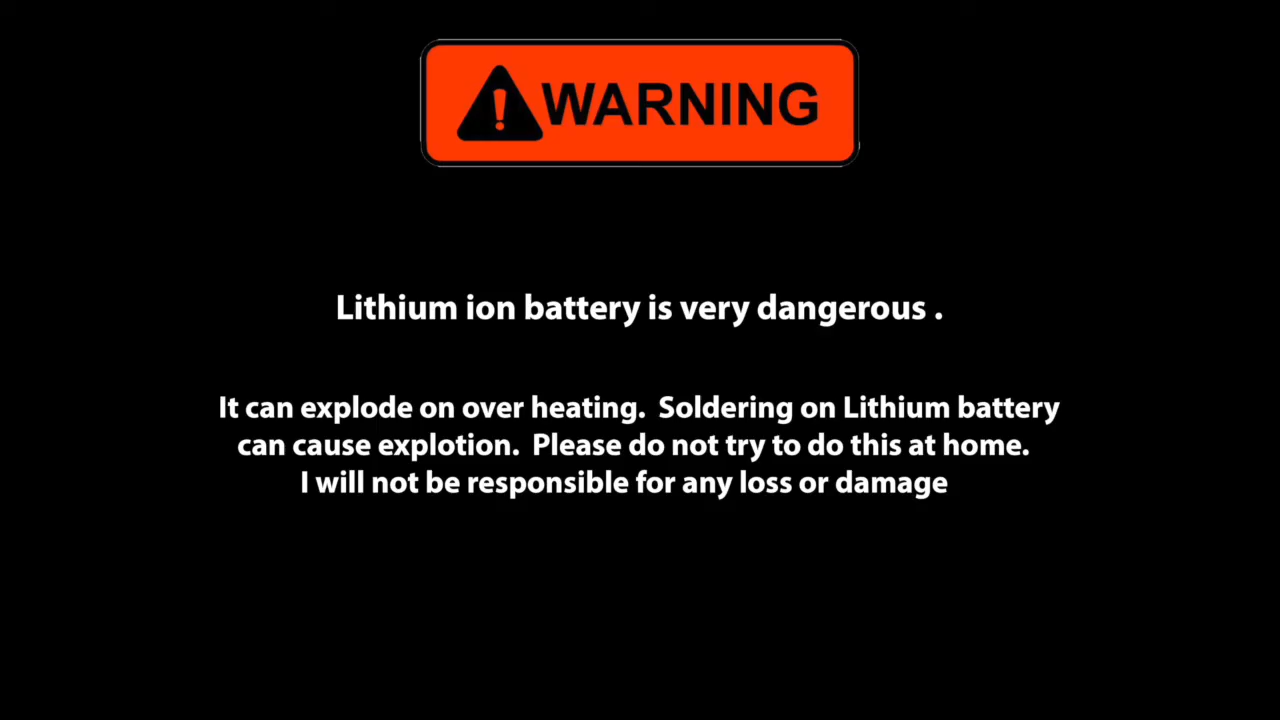 WARNING
Lithium ion battery is very dangerous .
It can explode on over heating.  Soldering on Lithium battery
can cause explotion.  Please do not try to do this at home.
I will not be responsible for any loss or damage